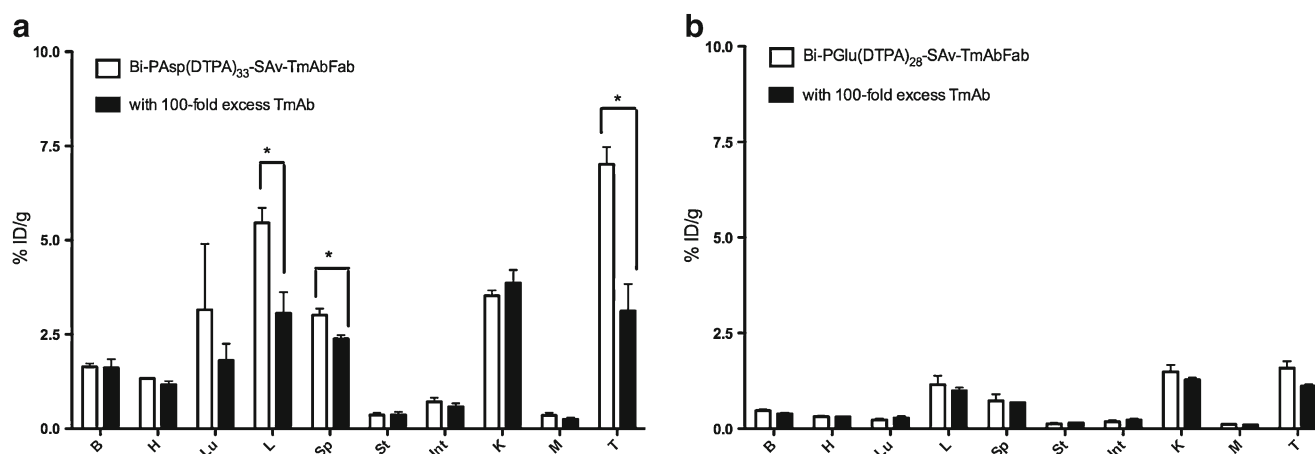 a
10.0
Bi-PAsp(DTPA)33-SAv-TmAbFab
with 100-fold excess TmAb
7.5
*
*
*
5.0
% ID/g
2.5
0.0
B H Lu L Sp St Int K M T
b
10.0
Bi-PGlu(DTPA)28-SAv-TmAbFab
with 100-fold excess TmAb
7.5
5.0
% ID/g
2.5
0.0
B H Lu L Sp St Int K M T